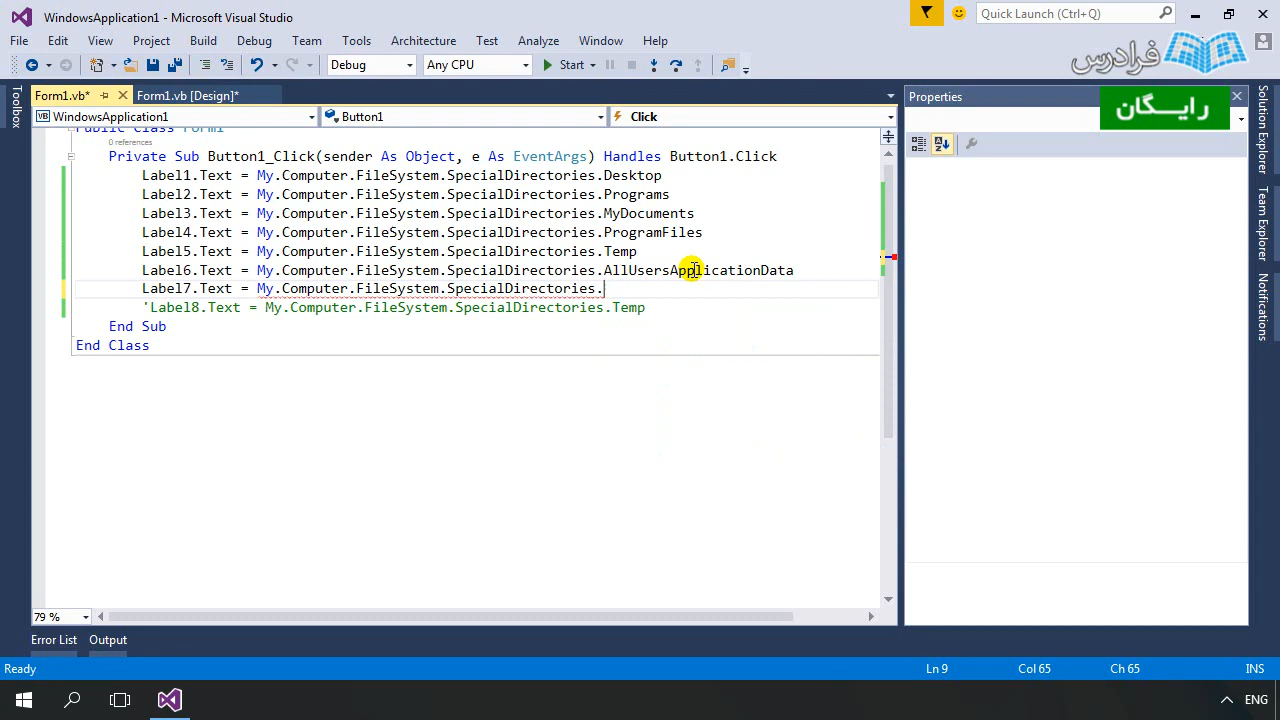 WindowsApplication1 - Microsoft Visual Studio
Quick Launch (Ctrl+Q)
File Edit View Project Build Debug Team Tools Architecture Test Analyze Window Help
Debug Any CPU Start
فرادرس
Form1.vb* Form1.vb [Design]*
Properties
رایـــگان
WindowsApplication1 Button1 Click
Toolbox
Solution Explorer
Team Explorer
Notifications
Public Class Form1
0 references
Private Sub Button1_Click(sender As Object, e As EventArgs) Handles Button1.Click
Label1.Text = My.Computer.FileSystem.SpecialDirectories.Desktop
Label2.Text = My.Computer.FileSystem.SpecialDirectories.Programs
Label3.Text = My.Computer.FileSystem.SpecialDirectories.MyDocuments
Label4.Text = My.Computer.FileSystem.SpecialDirectories.ProgramFiles
Label5.Text = My.Computer.FileSystem.SpecialDirectories.Temp
Label6.Text = My.Computer.FileSystem.SpecialDirectories.AllUsersApplicationData
Label7.Text = My.Computer.FileSystem.SpecialDirectories.
'Label8.Text = My.Computer.FileSystem.SpecialDirectories.Temp
End Sub
End Class
79 %
Error List Output
Ready Ln 9 Col 65 Ch 65 INS
ENG